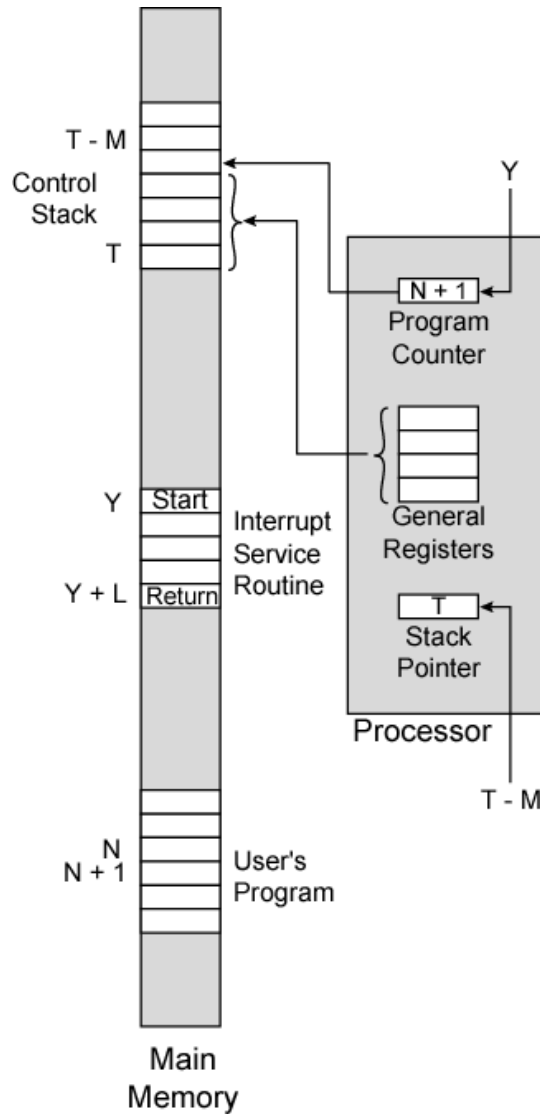 T - M
Control
Stack
T
Y
Start
Interrupt
Service
Routine
Y + L
Return
N
N + 1
User's
Program
Main
Memory
Y
N + 1
Program
Counter
General
Registers
T
Stack
Pointer
Processor
T - M